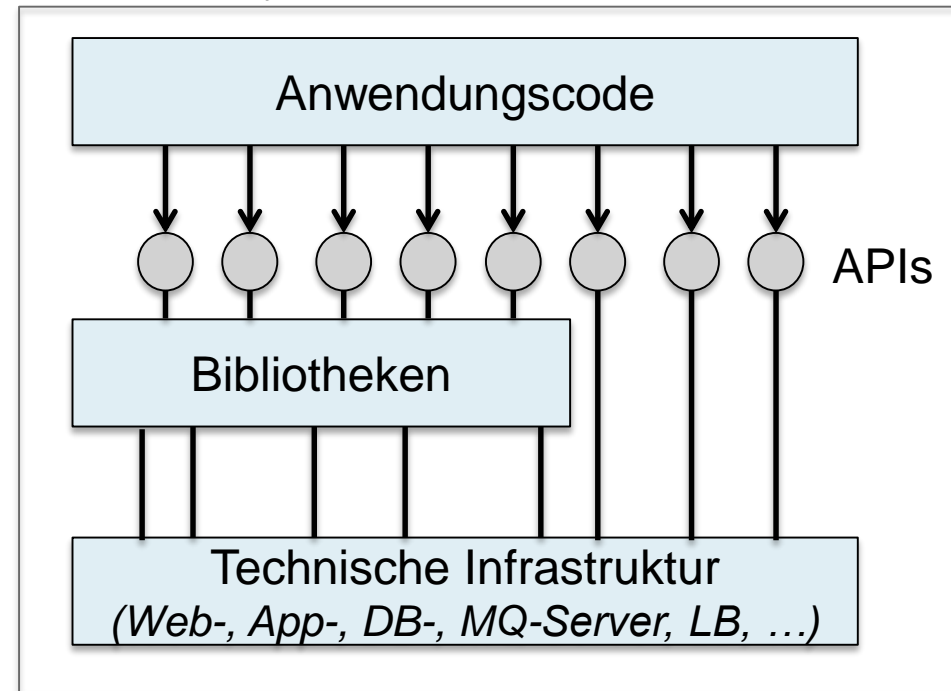 Anwendungscode
APIs
Bibliotheken
Technische Infrastruktur
(Web-, App-, DB-, MQ-Server, LB, …)